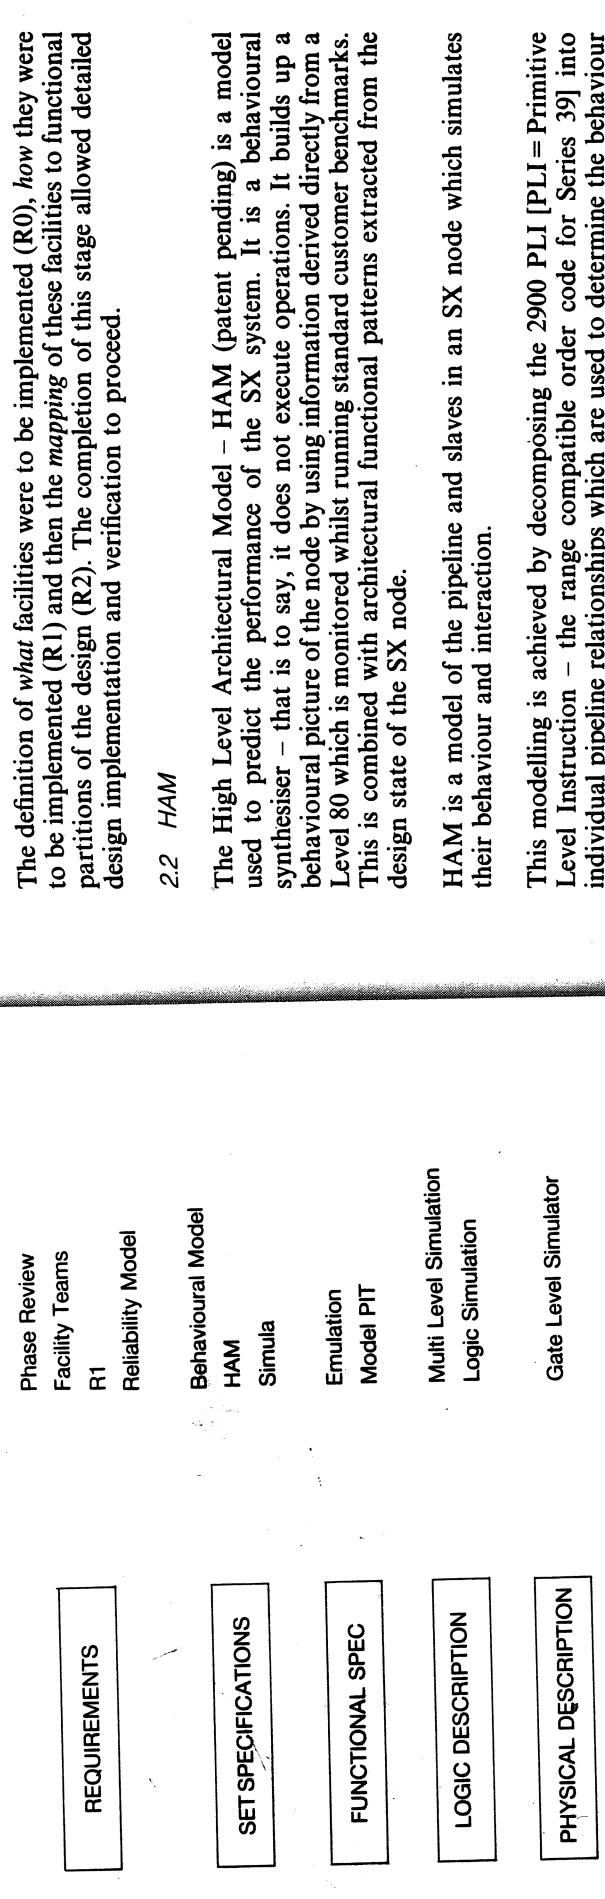 REQUIREMENTS
Phase Review
Facility Teams
R1
Reliability Model
SET SPECIFICATIONS
Behavioural Model
HAM
Simula
FUNCTIONAL SPEC
Emulation
Model PIT
LOGIC DESCRIPTION
Multi Level Simulation
Logic Simulation
PHYSICAL DESCRIPTION
Gate Level Simulator
The definition of what facilities were to be implemented (R0), how they were
to be implemented (R1) and then the mapping of these facilities to functional
partitions of the design (R2). The completion of this stage allowed detailed
design implementation and verification to proceed.
2.2 HAM
The High Level Architectural Model – HAM (patent pending) is a model
used to predict the performance of the SX system. It is a behavioural
synthesiser – that is to say, it does not execute operations. It builds up a
behavioural picture of the node by using information derived directly from a
Level 80 which is monitored whilst running standard customer benchmarks.
This is combined with architectural functional patterns extracted from the
design state of the SX node.
HAM is a model of the pipeline and slaves in an SX node which simulates
their behaviour and interaction.
This modelling is achieved by decomposing the 2900 PLI [PLI = Primitive
Level Instruction – the range compatible order code for Series 39] into
individual pipeline relationships which are used to determine the behaviour